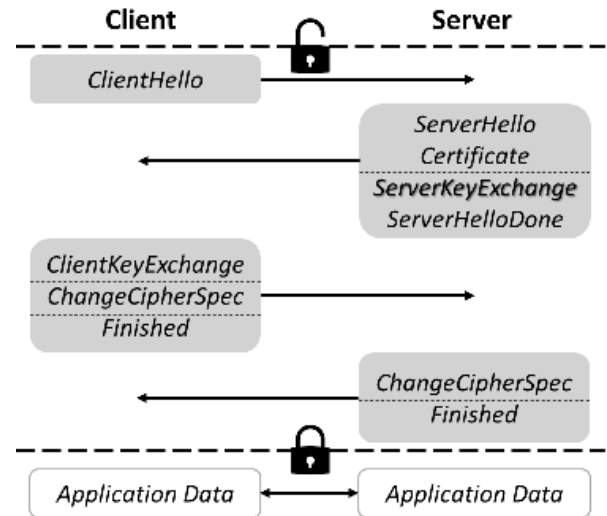 Client
Server
ClientHello
ServerHello
Certificate
ServerKeyExchange
ServerHelloDone
ClientKeyExchange
ChangeCipherSpec
Finished
ChangeCipherSpec
Finished
Application Data
Application Data